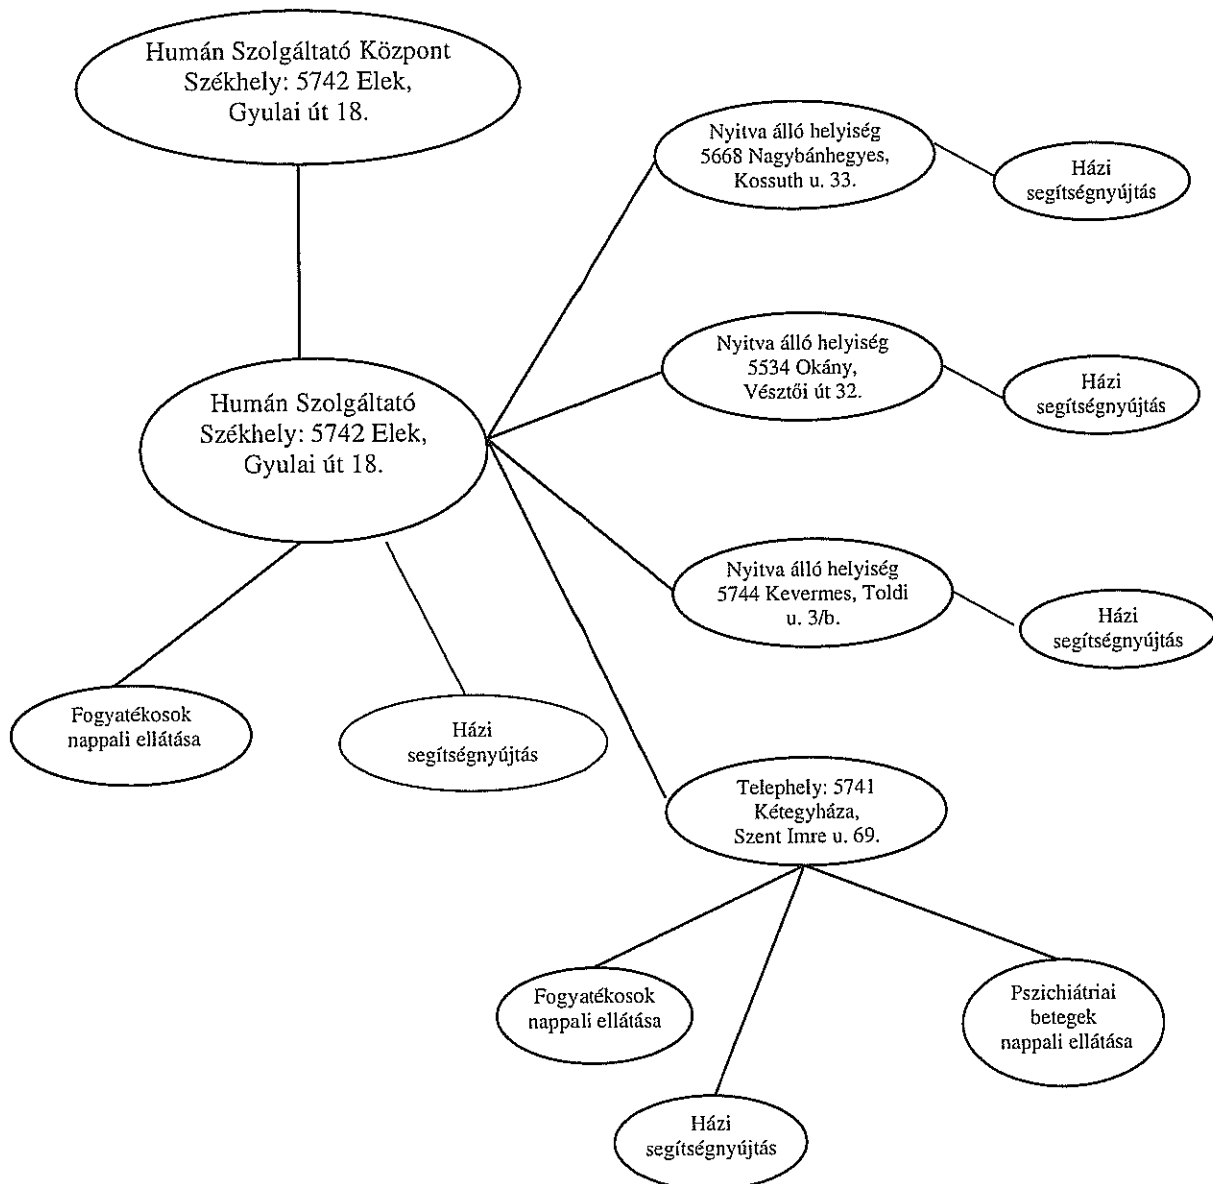 Humán Szolgáltató Központ
Székhely: 5742 Elek,
Gyulai út 18.
Nyitva álló helyiség
5668 Nagybánhegyes,
Kossuth u. 33.
Házi
segítségnyújtás
Nyitva álló helyiség
5534 Okány,
Vésztői út 32.
Házi
segítségnyújtás
Humán Szolgáltató
Székhely: 5742 Elek,
Gyulai út 18.
Nyitva álló helyiség
5744 Kevermes, Toldi
u. 3/b.
Házi
segítségnyújtás
Fogyatékosok
nappali ellátása
Házi
segítségnyújtás
Telephely: 5741
Kétegyháza,
Szent Imre u. 69.
Fogyatékosok
nappali ellátása
Pszichiátriai
betegek
nappali ellátása
Házi
segítségnyújtás